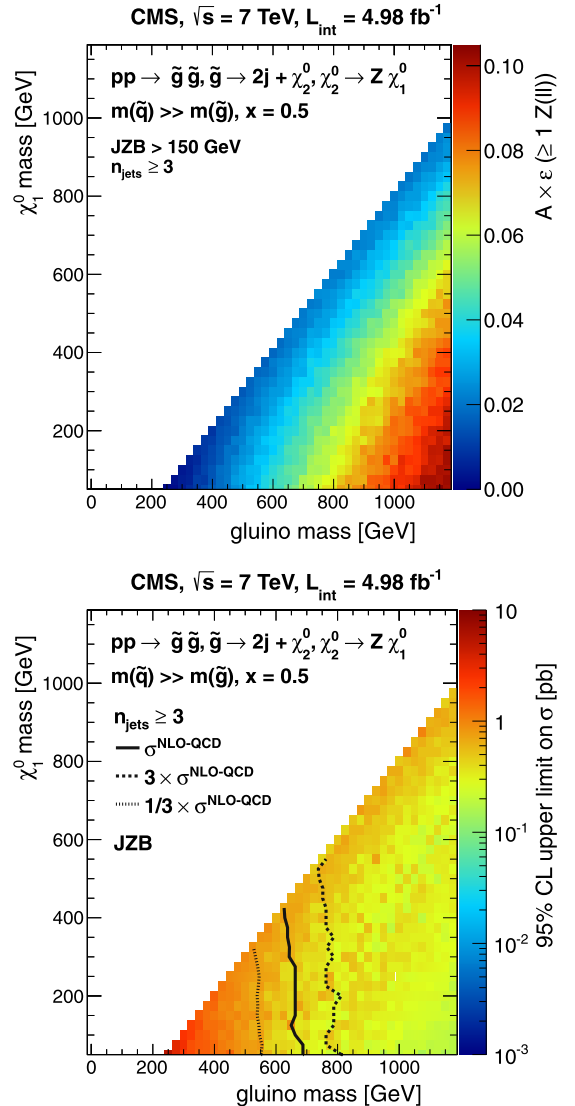 CMS, √s = 7 TeV, L_int = 4.98 fb⁻¹
pp → g̃ g̃, g̃ → 2j + χ₂⁰, χ₂⁰ → Z χ₁⁰
m(q̃) >> m(g̃), x = 0.5
JZB > 150 GeV
n_jets ≥ 3
χ₁⁰ mass [GeV]
1000
800
600
400
200
0 200 400 600 800 1000
gluino mass [GeV]
0.10
0.08
0.06
0.04
0.02
0.00
A × ε (≥ 1 Z(ll))
CMS, √s = 7 TeV, L_int = 4.98 fb⁻¹
pp → g̃ g̃, g̃ → 2j + χ₂⁰, χ₂⁰ → Z χ₁⁰
m(q̃) >> m(g̃), x = 0.5
n_jets ≥ 3
σ^NLO-QCD
3 × σ^NLO-QCD
1/3 × σ^NLO-QCD
JZB
χ₁⁰ mass [GeV]
1000
800
600
400
200
0 200 400 600 800 1000
gluino mass [GeV]
10
1
10⁻¹
10⁻²
10⁻³
95% CL upper limit on σ [pb]